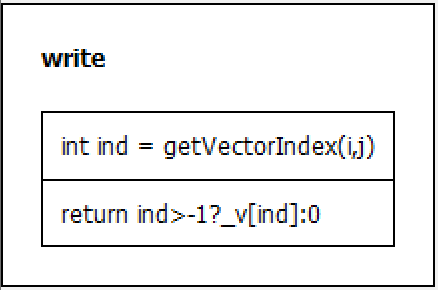 write
int ind = getVectorIndex(i,j)
return ind>-1?_v[ind]:0